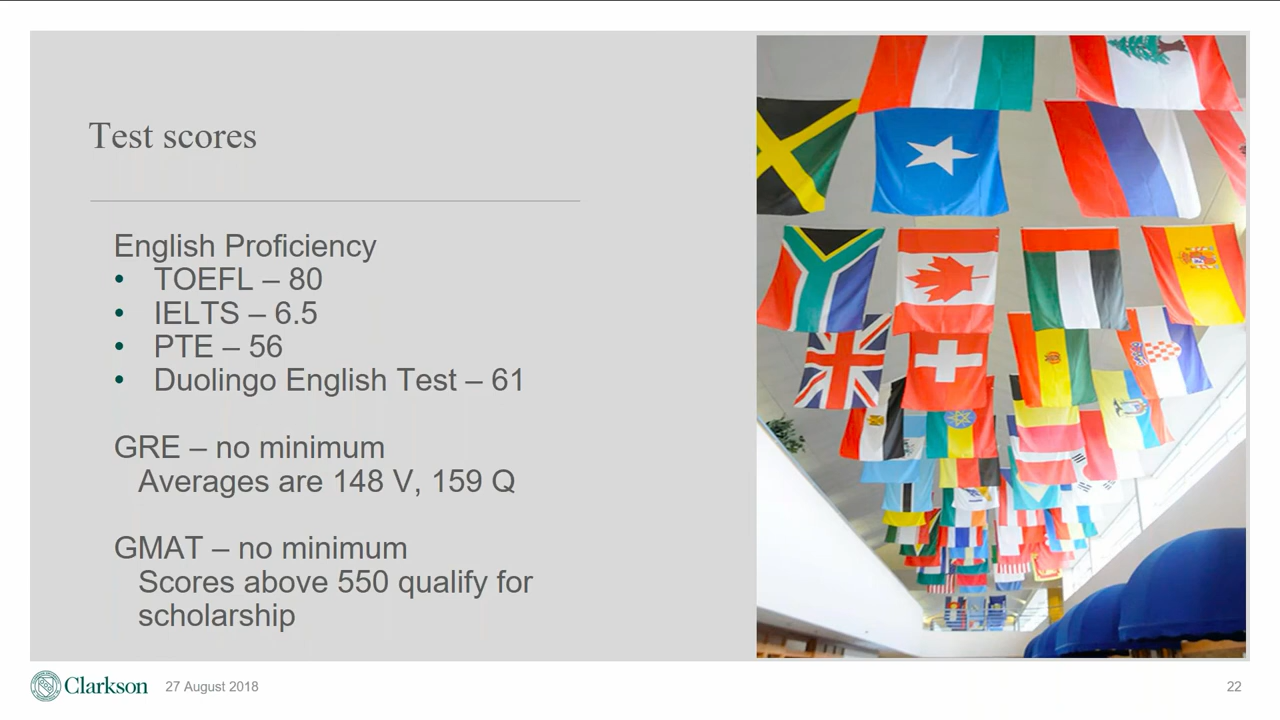 Test scores
English Proficiency
• TOEFL – 80
• IELTS – 6.5
• PTE – 56
• Duolingo English Test – 61
GRE – no minimum
Averages are 148 V, 159 Q
GMAT – no minimum
Scores above 550 qualify for
scholarship
Clarkson
27 August 2018
22